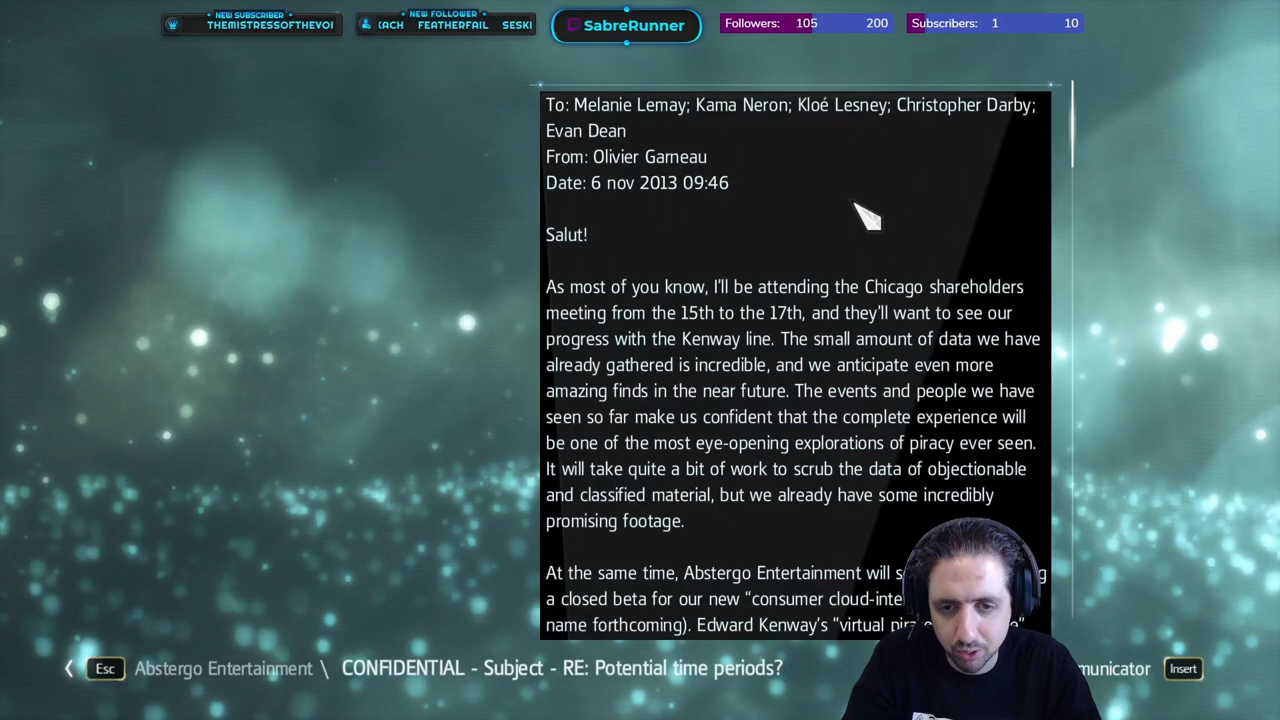 NEW SUBSCRIBER
THEMISTRESSOFTHEVOI
NEW FOLLOWER
FEATHERFAIL SESKI
SabreRunner
Followers: 105 200
Subscribers: 1 10
To: Melanie Lemay; Kama Neron; Kloé Lesney; Christopher Darby;
Evan Dean
From: Olivier Garneau
Date: 6 nov 2013 09:46
Salut!
As most of you know, I'll be attending the Chicago shareholders
meeting from the 15th to the 17th, and they'll want to see our
progress with the Kenway line. The small amount of data we have
already gathered is incredible, and we anticipate even more
amazing finds in the near future. The events and people we have
seen so far make us confident that the complete experience will
be one of the most eye-opening explorations of piracy ever seen.
It will take quite a bit of work to scrub the data of objectionable
and classified material, but we already have some incredibly
promising footage.
At the same time, Abstergo Entertainment will
a closed beta for our new “consumer cloud-inte
name forthcoming). Edward Kenway's “virtual
Esc Abstergo Entertainment \ CONFIDENTIAL - Subject - RE: Potential time periods?
municator Insert